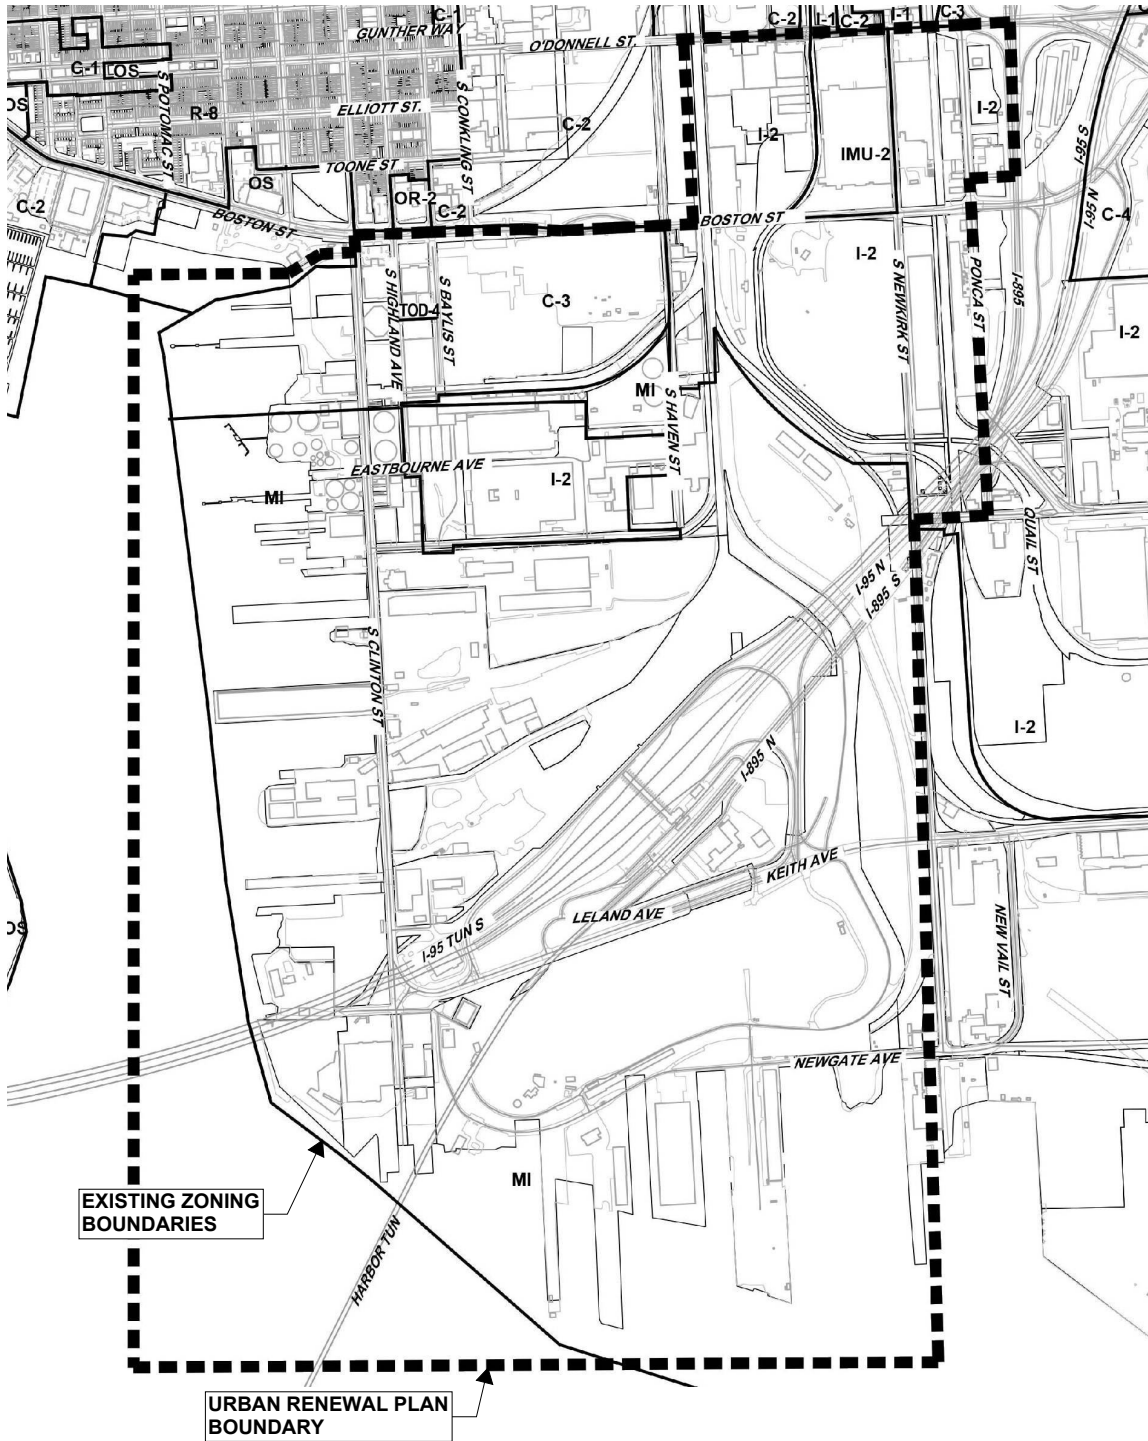 C-1
C-2
I-1
C-2
I-1
C-3
GUNTHER WAY
O'DONNELL ST.
C-1
OS
OS
S POTOMAC ST
R-8
ELLIOTT ST.
S CONKLING ST
C-2
I-2
I-2
IMU-2
S I-95
TOONE ST
OS
OR-2
C-2
C-2
BOSTON ST
BOSTON ST
N I-95
C-4
I-2
S HIGHLAND AVE
S BAYLIS ST
TOD-4
C-3
S NEWKIRK ST
PONCA ST
I-895
I-2
MI
S HAVEN ST
EASTBOURNE AVE
I-2
MI
QUAIL ST
I-95 N
I-895 S
S CLINTON ST
I-2
I-895 N
KEITH AVE
LELAND AVE
OS
I-95 TUN S
NEW VAIL ST
NEWGATE AVE
MI
EXISTING ZONING
BOUNDARIES
HARBOR TUN
URBAN RENEWAL PLAN
BOUNDARY